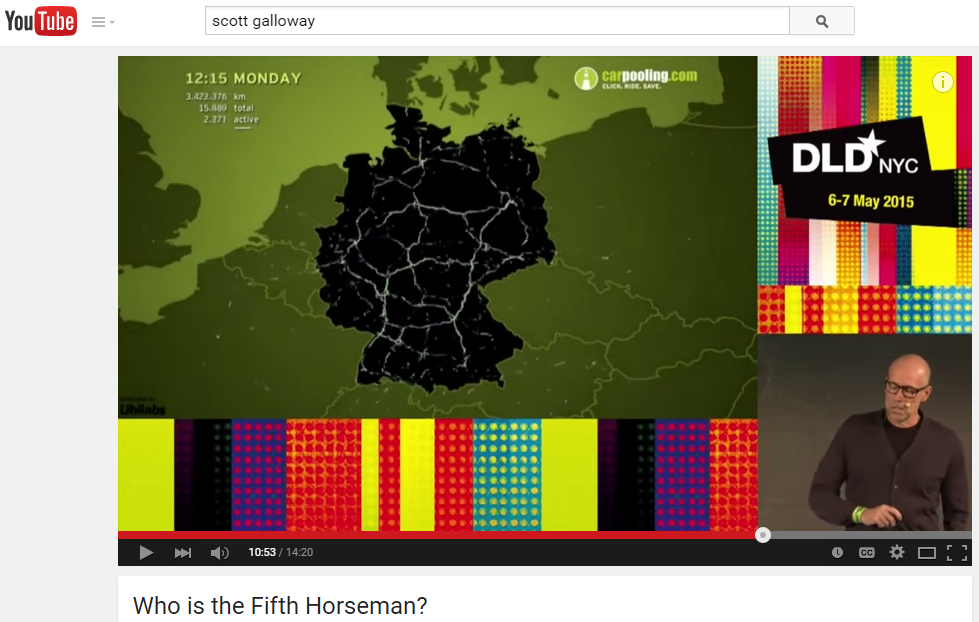 YouTube
scott galloway
12:15 MONDAY
3.422.376 km
15.889 total
2.371 active
carpooling.com
CLICK. RIDE. SAVE.
Ubilabs
i
DLD NYC
6-7 May 2015
10:53 / 14:20
CC
Who is the Fifth Horseman?